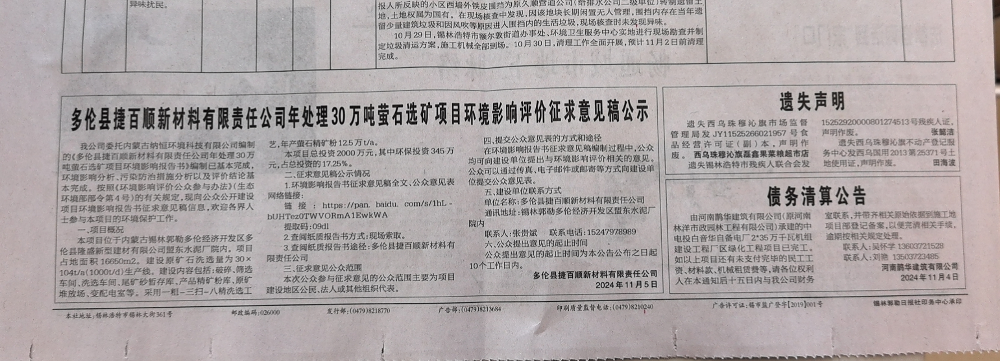 异味扰民。
报人所反映的小区西墙外铁皮围挡为原久顺管道公司(给排水公司二级单位)转制遗留土
地,土地权属为国有。在现场核查中发现,因该地块长期闲置无人管理,围挡内存在当年遗
留少量建筑垃圾和因风吹等原因进入围挡内的生活垃圾,现场核查时未发现异味。
10月29日,锡林浩特市额尔敦街道办事处、环境卫生服务中心实地进行现场勘查并制
定垃圾清运方案,施工机械全部到场。10月30日,清理工作全面开展,预计11月2日前清理
完成。
多伦县捷百顺新材料有限责任公司年处理30万吨萤石选矿项目环境影响评价征求意见稿公示
我公司委托内蒙古纳恒环境科技有限公司编制
的《多伦县捷百顺新材料有限责任公司年处理30万
吨萤石选矿项目环境影响报告书》编制已基本完成,
环境影响分析、污染防治措施分析以及评价结论基
本完成。按照《环境影响评价公众参与办法》(生态
环境部部令第4号)的有关规定,现向公众公开建设
项目环境影响报告书征求意见稿信息,欢迎各界人
士参与本项目的环境保护工作。
一、项目概况
本项目位于内蒙古锡林郭勒多伦经济开发区多
伦县隆盛新型建材有限公司盟东水泥厂院内。项目
占地面积16650m2。建设原矿石洗选量为30×
104t/a(1000t/d)生产线。建设内容包括:破碎、筛选
车间、洗选车间、尾矿砂暂存库、产品精矿粉库、原矿
堆放场、变配电室等。采用一粗-三扫-八精洗选工
艺,年产萤石精矿粉12.5万t/a。
本项目总投资2000万元,其中环保投资345万
元,占总投资的17.25%。
二、征求意见稿公示情况
1.环境影响报告书征求意见稿全文、公众意见表
网络链接:
链接:https://pan. baidu. com/s/1hL-
bUHTez0TWVORmA1EwkWA
提取码:09dl
2.查阅纸质报告书方式:现场索取。
3.查阅纸质报告书途径:多伦县捷百顺新材料有
限责任公司
三、征求意见公众范围
本次公众参与征求意见的公众范围主要为项目
建设地区公民、法人或其他组织代表。
四、提交公众意见表的方式和途径
在环境影响报告书征求意见稿编制过程中,公众
均可向建设单位提出与环境影响评价相关的意见。
公众可以通过传真、电子邮件或邮寄等方式向建设单
位提交公众意见表。
五、建设单位联系方式
单位名称:多伦县捷百顺新材料有限责任公司
通讯地址:锡林郭勒多伦经济开发区盟东水泥厂
院内
联系人:张贵斌 联系电话:15247978989
六、公众提出意见的起止时间
公众提出意见的起止时间为本公告公布之日起
10个工作日内。
多伦县捷百顺新材料有限责任公司
2024年11月5日
遗失声明
遗失西乌珠穆沁旗市场监督
管理局发JY11525266021957号食
品经营许可证(副)本,声明作
废。 西乌珠穆沁旗磊鑫果菜粮超市店
遗失锡林浩特市残疾人联合会发
15252920000801274513号残疾人证,
声明作废。 张懿洁
遗失西乌珠穆沁旗不动产登记服
务中心发西乌国用2013第25371号土
地使用证,声明作废。 田海波
债务清算公告
由河南鹊华建筑有限公司(原河南
林洋市政园林工程有限公司)承建的中
电投白音华自备电厂2*35万千瓦机组
建设工程厂区绿化工程项目已完工。
如以上项目还有未支付完毕的民工工
资、材料款、机械租赁费等,请各位权利
人在本通知后十五日内与我公司财务
室联系,并带齐相关原始依据到施工地
项目部登记备案,以便完清相关手续,
逾期按相关规定处理。
联系人:吴怀学 13603721528
联系人:刘艳 13503723485
河南鹊华建筑有限公司
2024年11月4日
本社地址:锡林浩特市锡林大街361号 邮政编码:026000 发行部:(0479)8218770 广告部:(0479)8213684 印刷质量监督电话:(0479)8210240 广告许可证:锡市监广登字[2019]001号 锡林郭勒日报社印务中心承印